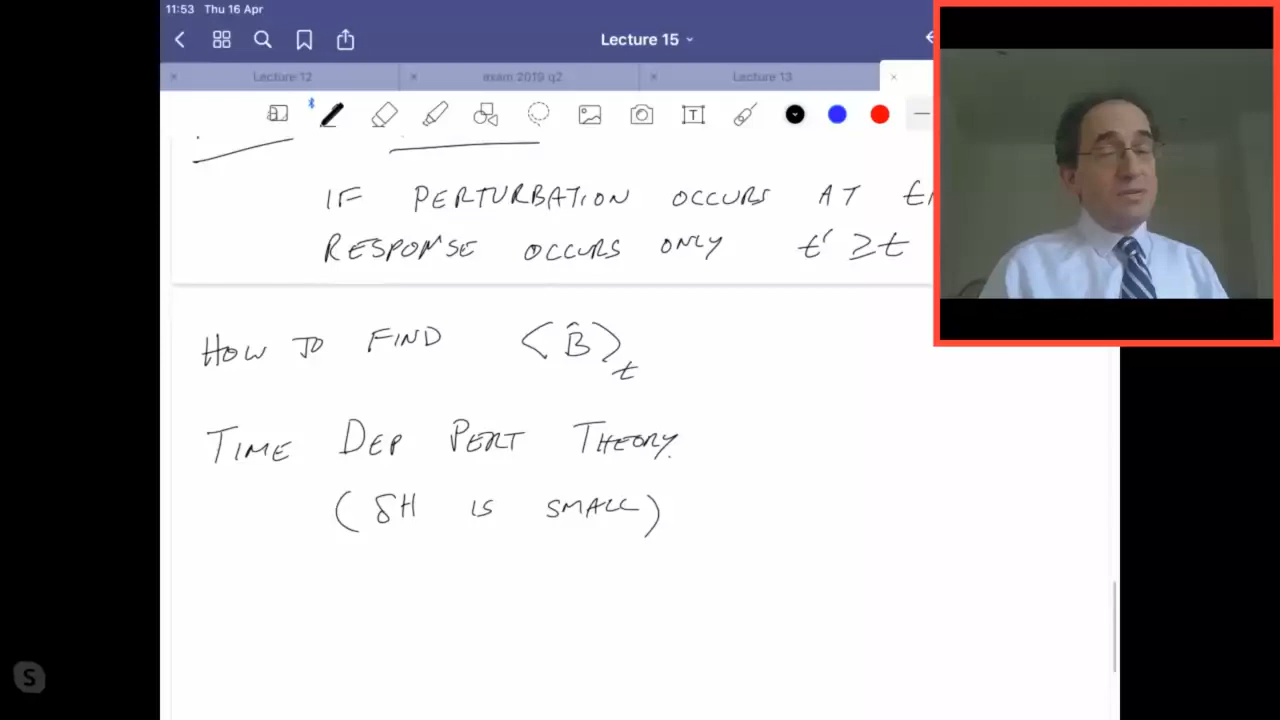 11:53 Thu 16 Apr
Lecture 15
Lecture 12
exam 2019 q2
Lecture 13
IF PERTURBATION OCCURS AT
RESPONSE OCCURS ONLY t' ≥ t
HOW TO FIND ⟨B̂⟩t
TIME DEP PERT THEORY.
(δH IS SMALL)
S